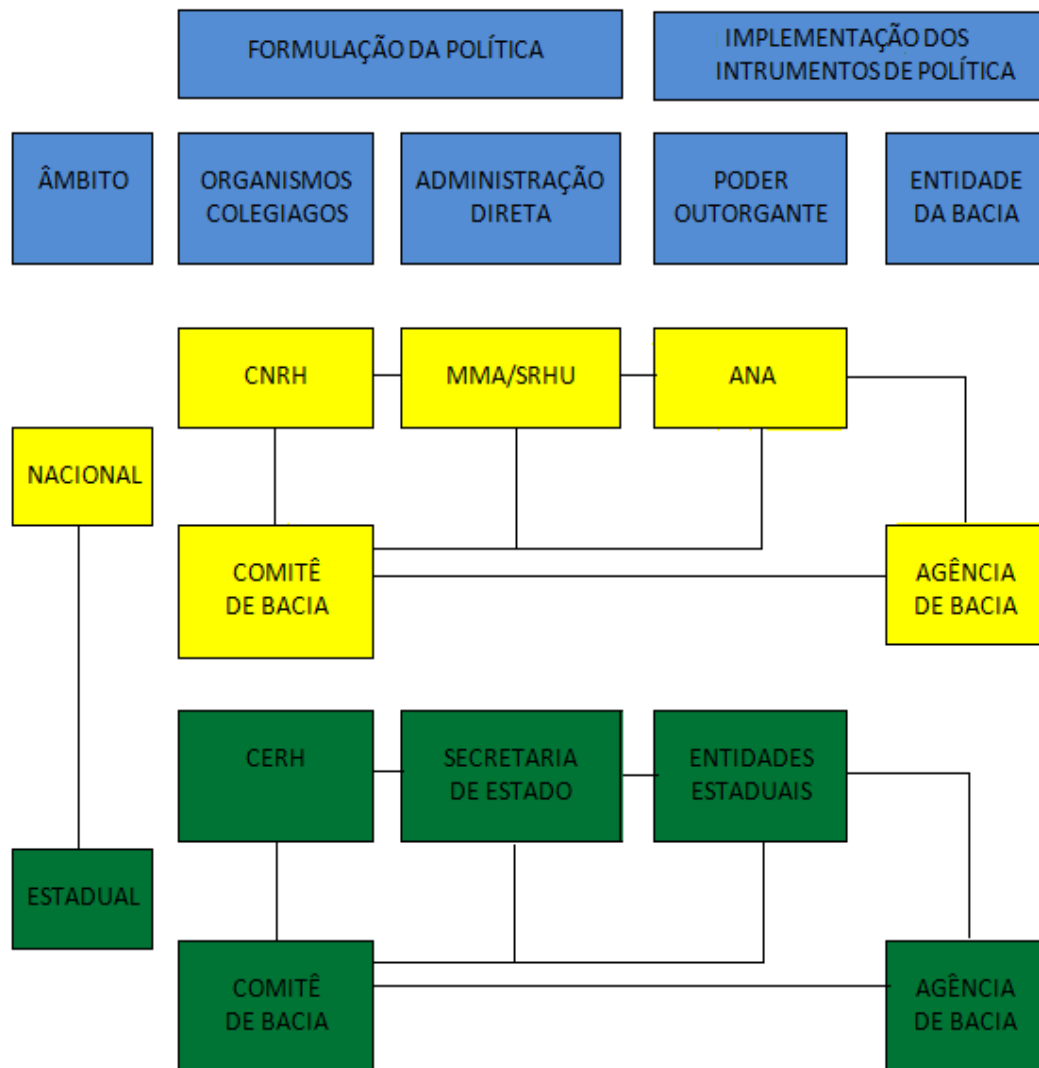 FORMULAÇÃO DA POLÍTICA
IMPLEMENTAÇÃO DOS
INTRUMENTOS DE POLÍTICA
ÂMBITO
ORGANISMOS
COLEGIAGOS
ADMINISTRAÇÃO
DIRETA
PODER
OUTORGANTE
ENTIDADE
DA BACIA
CNRH
MMA/SRHU
ANA
NACIONAL
COMITÊ
DE BACIA
AGÊNCIA
DE BACIA
CERH
SECRETARIA
DE ESTADO
ENTIDADES
ESTADUAIS
ESTADUAL
COMITÊ
DE BACIA
AGÊNCIA
DE BACIA